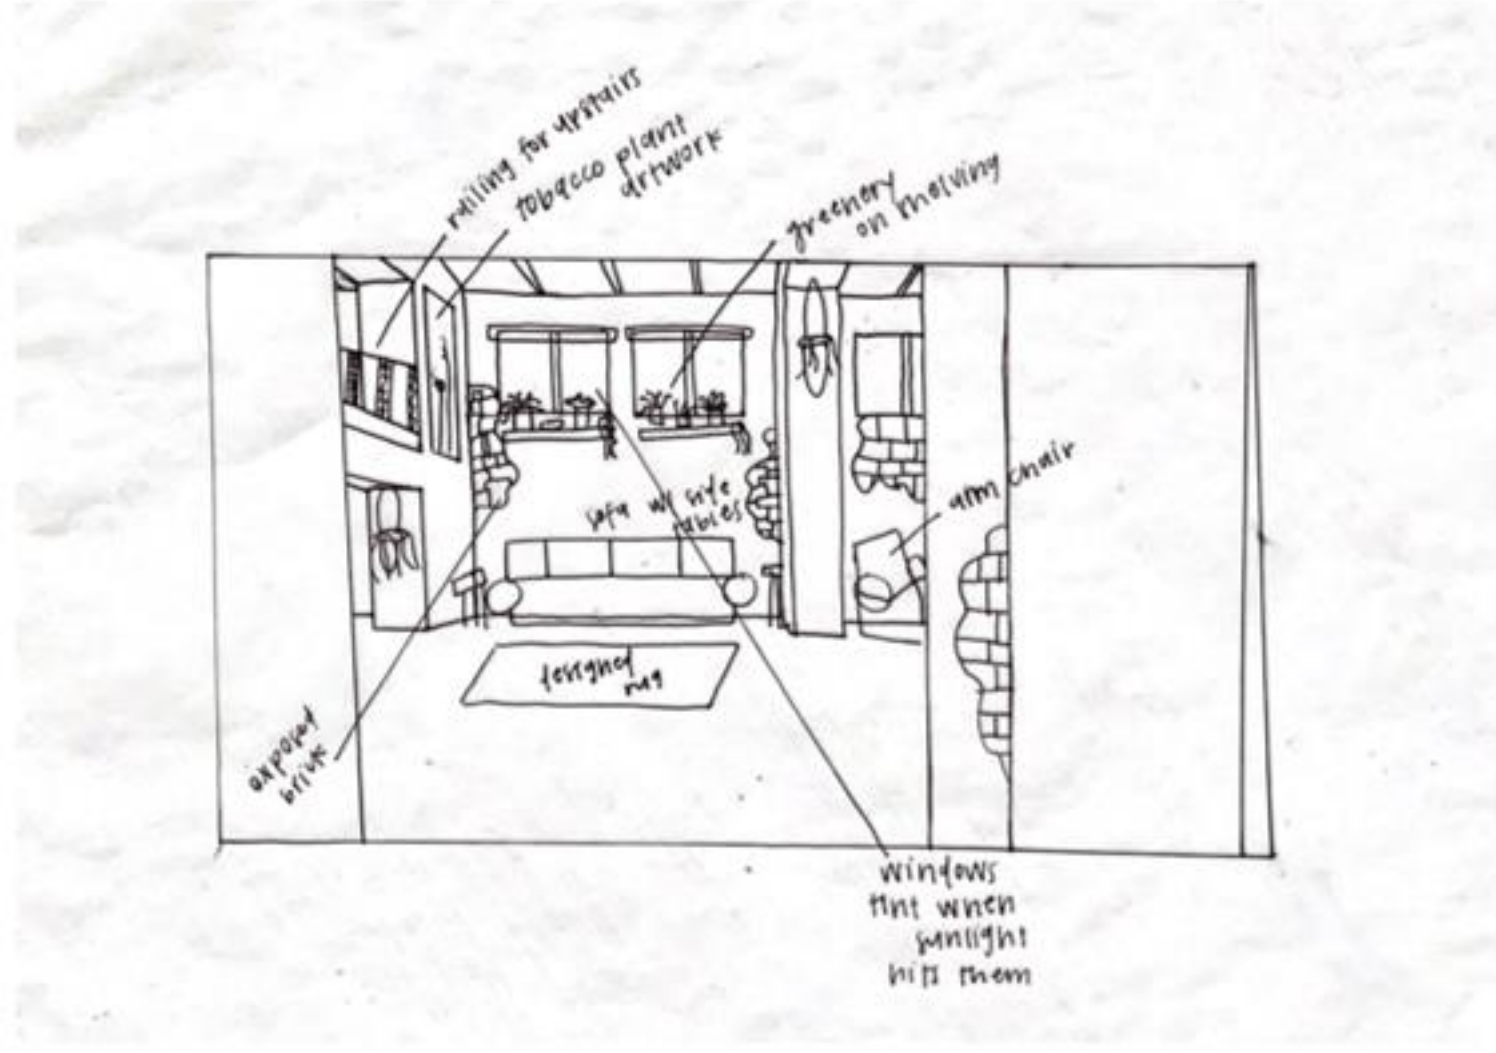 railing for upstairs
tobacco plant
artwork
greenery
on shelving
sofa w/ side
tables
arm chair
designed
rug
exposed
brick
windows
tint when
sunlight
hits them